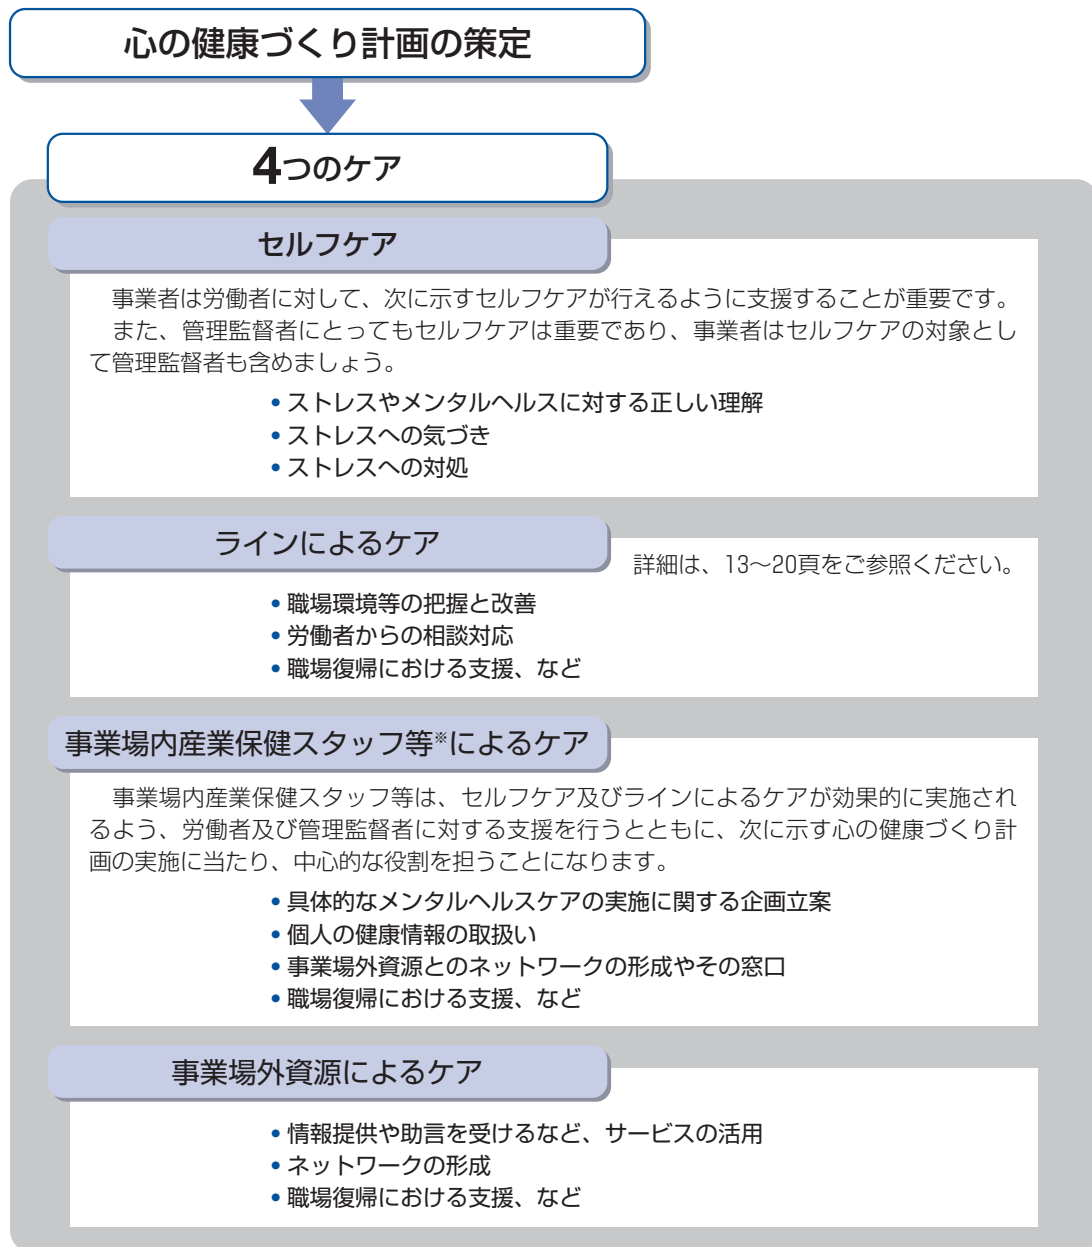 心の健康づくり計画の策定
4つのケア
セルフケア
事業者は労働者に対して、次に示すセルフケアが行えるように支援することが重要です。
また、管理監督者にとってもセルフケアは重要であり、事業者はセルフケアの対象とし
て管理監督者も含めましょう。
•ストレスやメンタルヘルスに対する正しい理解
•ストレスへの気づき
•ストレスへの対処
ラインによるケア
詳細は、13〜20頁をご参照ください。
•職場環境等の把握と改善
•労働者からの相談対応
•職場復帰における支援、など
事業場内産業保健スタッフ等※によるケア
事業場内産業保健スタッフ等は、セルフケア及びラインによるケアが効果的に実施され
るよう、労働者及び管理監督者に対する支援を行うとともに、次に示す心の健康づくり計
画の実施に当たり、中心的な役割を担うことになります。
•具体的なメンタルヘルスケアの実施に関する企画立案
•個人の健康情報の取扱い
•事業場外資源とのネットワークの形成やその窓口
•職場復帰における支援、など
事業場外資源によるケア
•情報提供や助言を受けるなど、サービスの活用
•ネットワークの形成
•職場復帰における支援、など